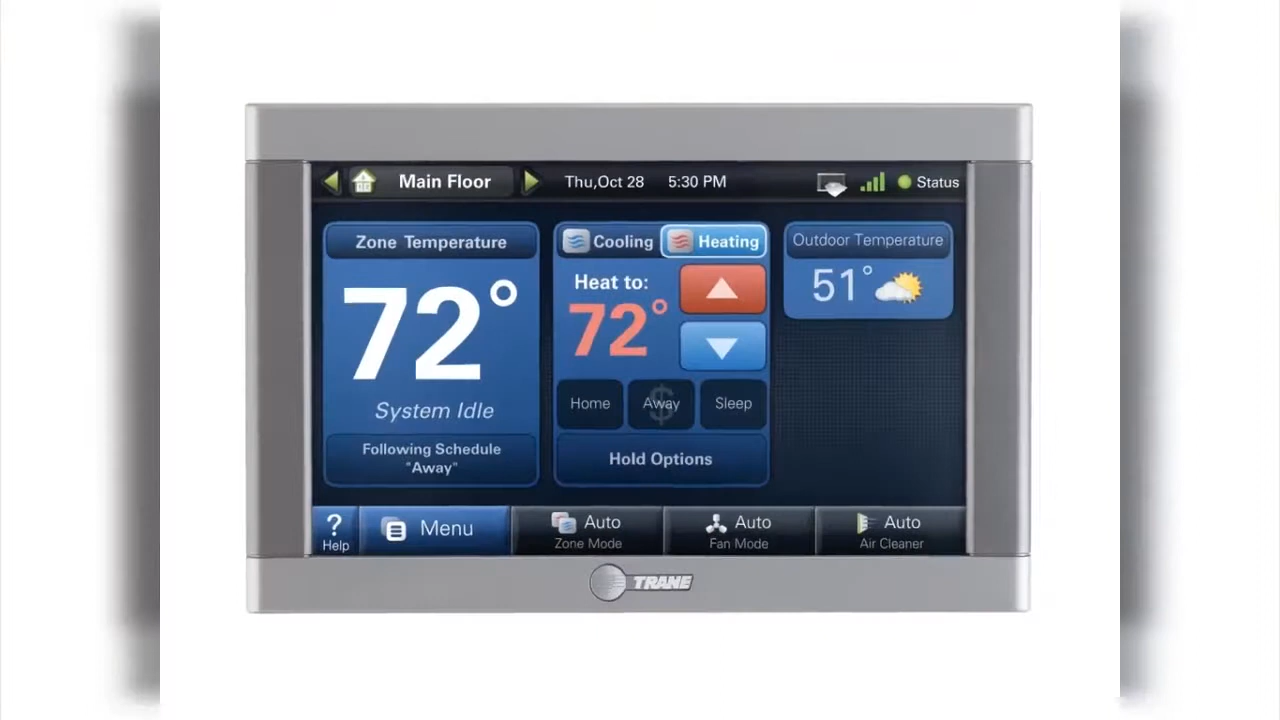 Main Floor
Thu,Oct 28 5:30 PM
Status
Zone Temperature
72°
System Idle
Following Schedule
"Away"
Cooling
Heating
Heat to:
72°
Home
Away
Sleep
Hold Options
Outdoor Temperature
51°
?
Help
Menu
Auto
Zone Mode
Auto
Fan Mode
Auto
Air Cleaner
TRANE